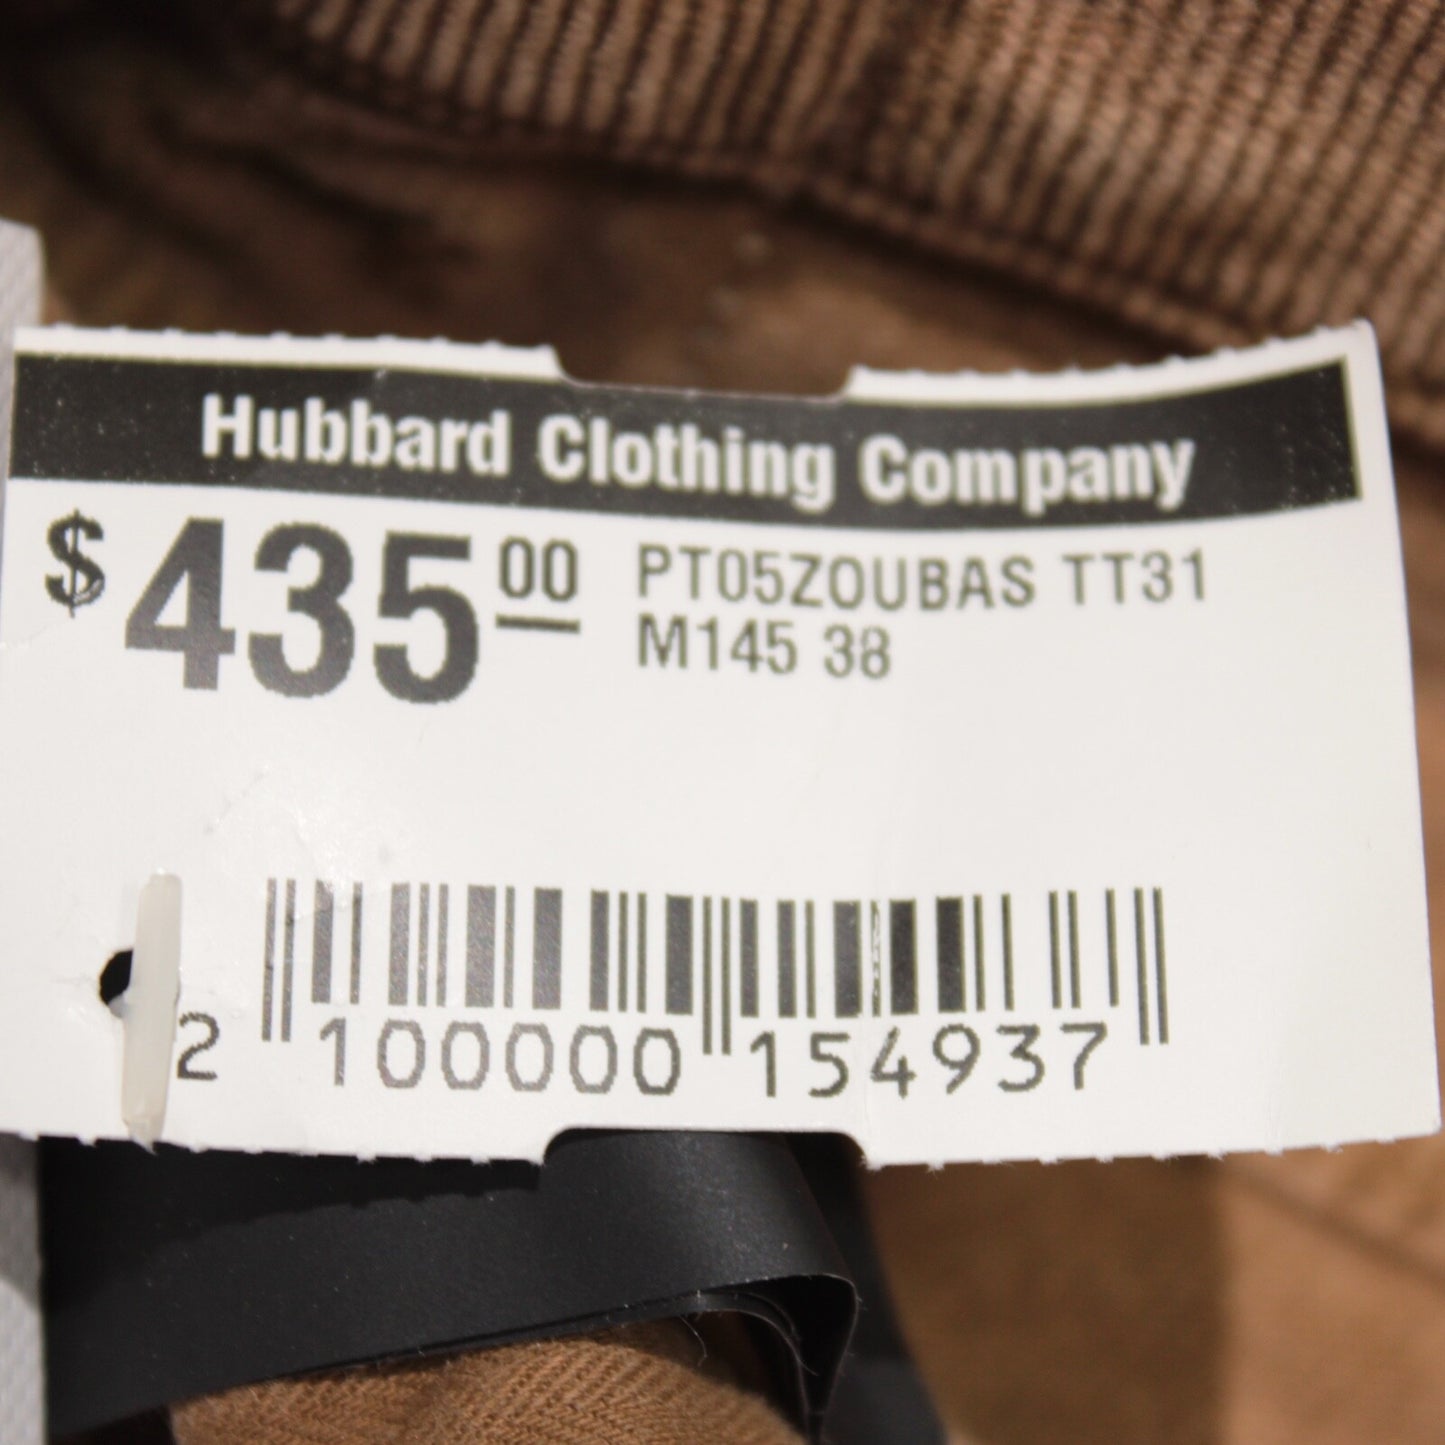 Hubbard Clothing Company
$435 00 PT05ZOUBAS TT31
M145 38
2 100000 154937